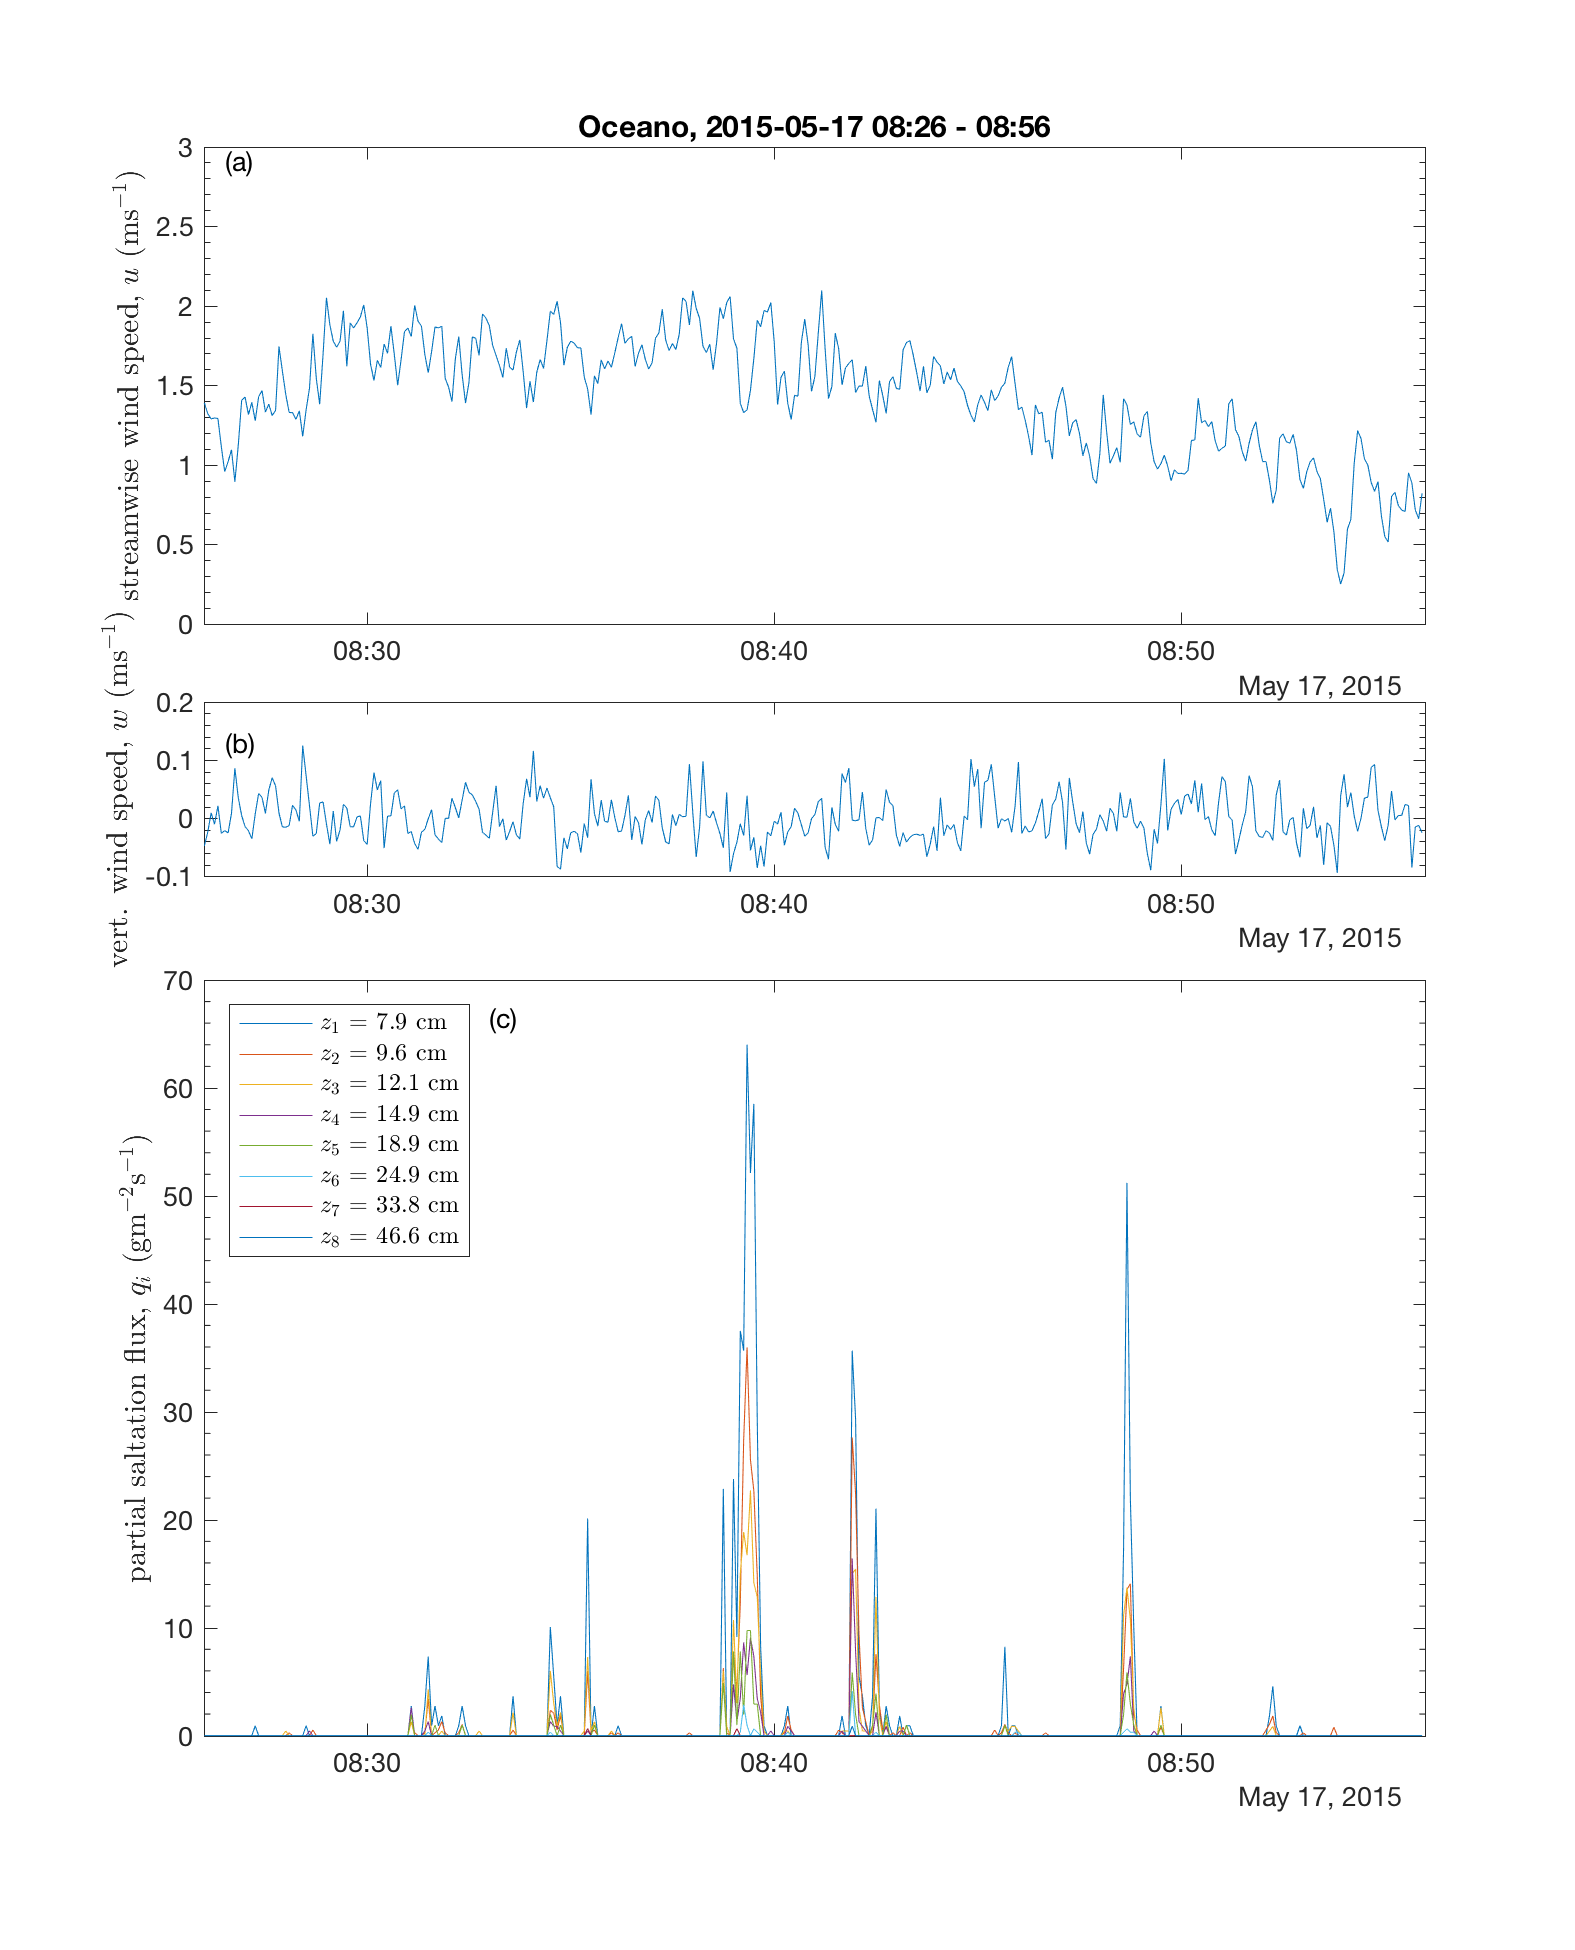 Oceano, 2015-05-17 08:26 - 08:56
(a)
streamwise wind speed, u (ms⁻¹)
3
2.5
2
1.5
1
0.5
0
08:30 08:40 08:50
May 17, 2015
(b)
vert. wind speed, w (ms⁻¹)
0.2
0.1
0
-0.1
08:30 08:40 08:50
May 17, 2015
(c)
partial saltation flux, qᵢ (gm⁻²s⁻¹)
70
60
50
40
30
20
10
0
z₁ = 7.9 cm
z₂ = 9.6 cm
z₃ = 12.1 cm
z₄ = 14.9 cm
z₅ = 18.9 cm
z₆ = 24.9 cm
z₇ = 33.8 cm
z₈ = 46.6 cm
08:30 08:40 08:50
May 17, 2015